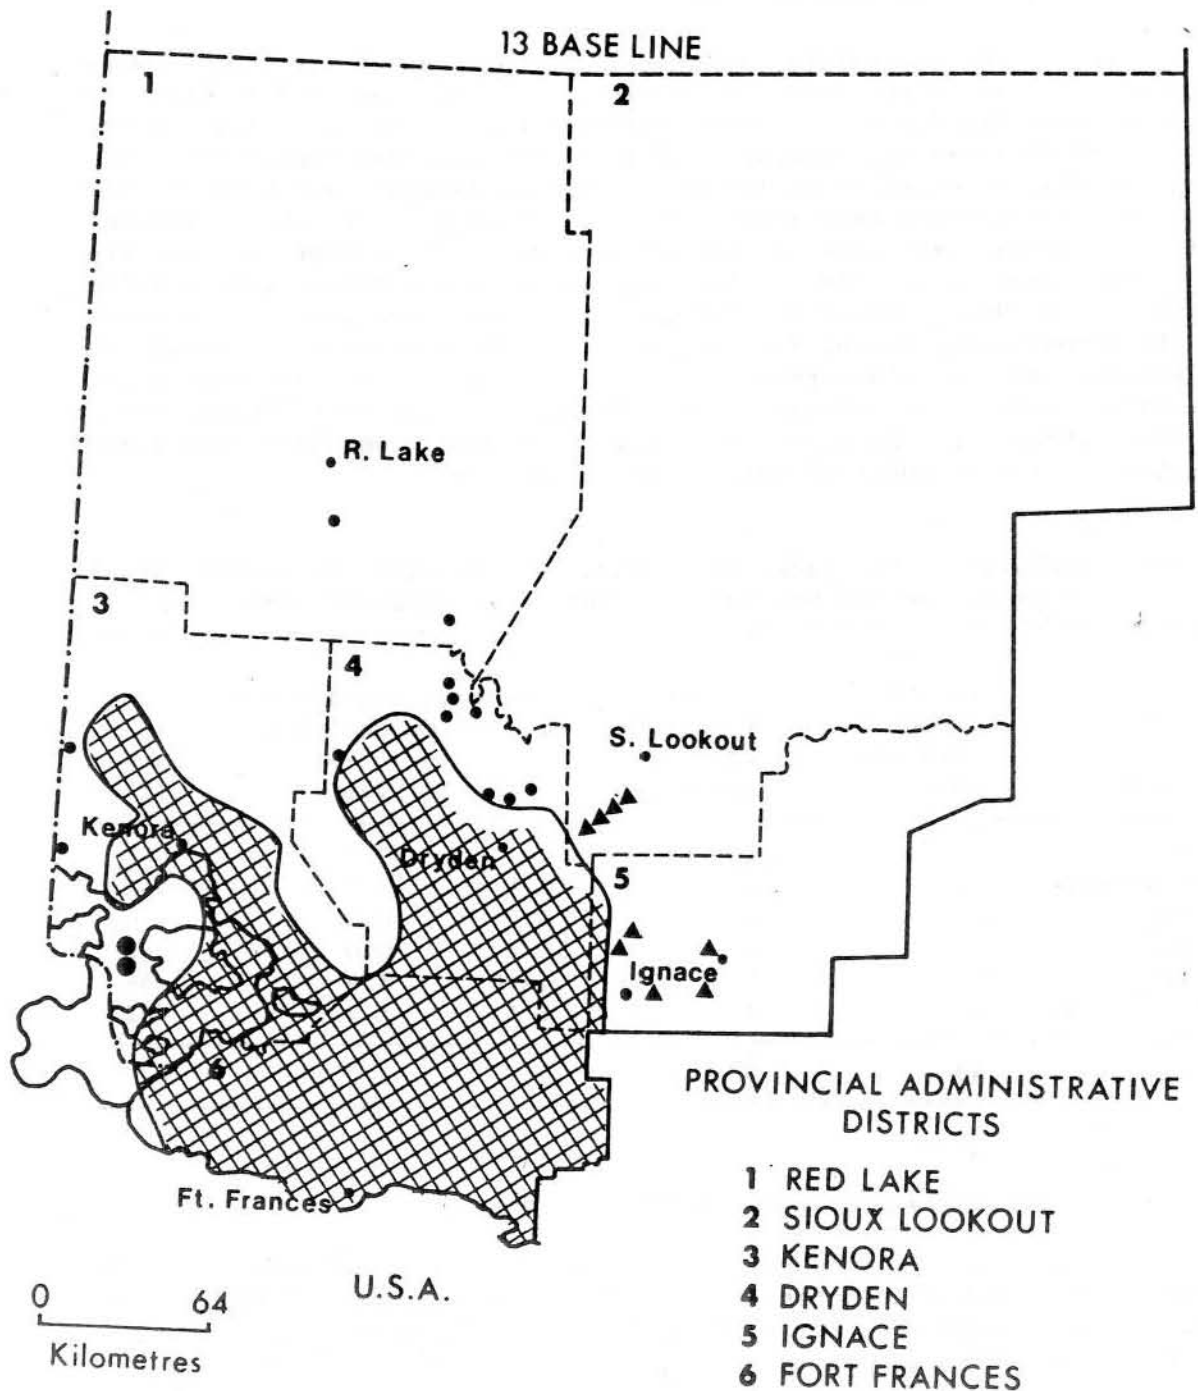 13 BASE LINE
1
2
R. Lake
3
4
S. Lookout
Kenora
Dryden
5
Ignace
6
PROVINCIAL ADMINISTRATIVE
DISTRICTS
1 RED LAKE
Ft. Frances
2 SIOUX LOOKOUT
3 KENORA
0 64
U.S.A.
4 DRYDEN
5 IGNACE
Kilometres
6 FORT FRANCES